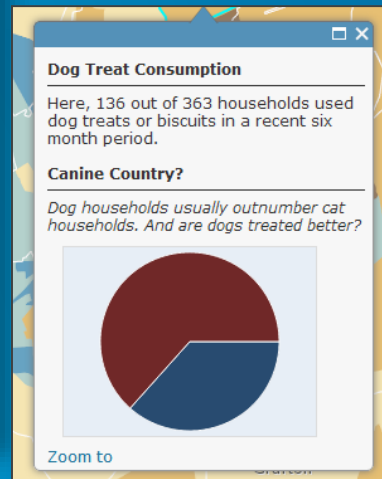 Dog Treat Consumption
Here, 136 out of 363 households used
dog treats or biscuits in a recent six
month period.
Canine Country?
Dog households usually outnumber cat
households. And are dogs treated better?
Zoom to